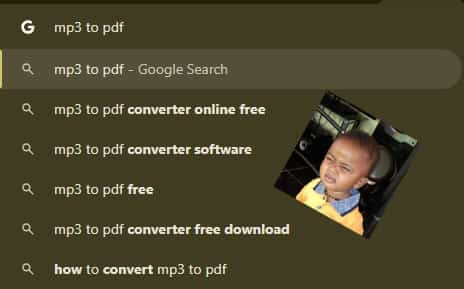 mp3 to pdf
mp3 to pdf - Google Search
mp3 to pdf converter online free
mp3 to pdf converter software
mp3 to pdf free
mp3 to pdf converter free download
how to convert mp3 to pdf